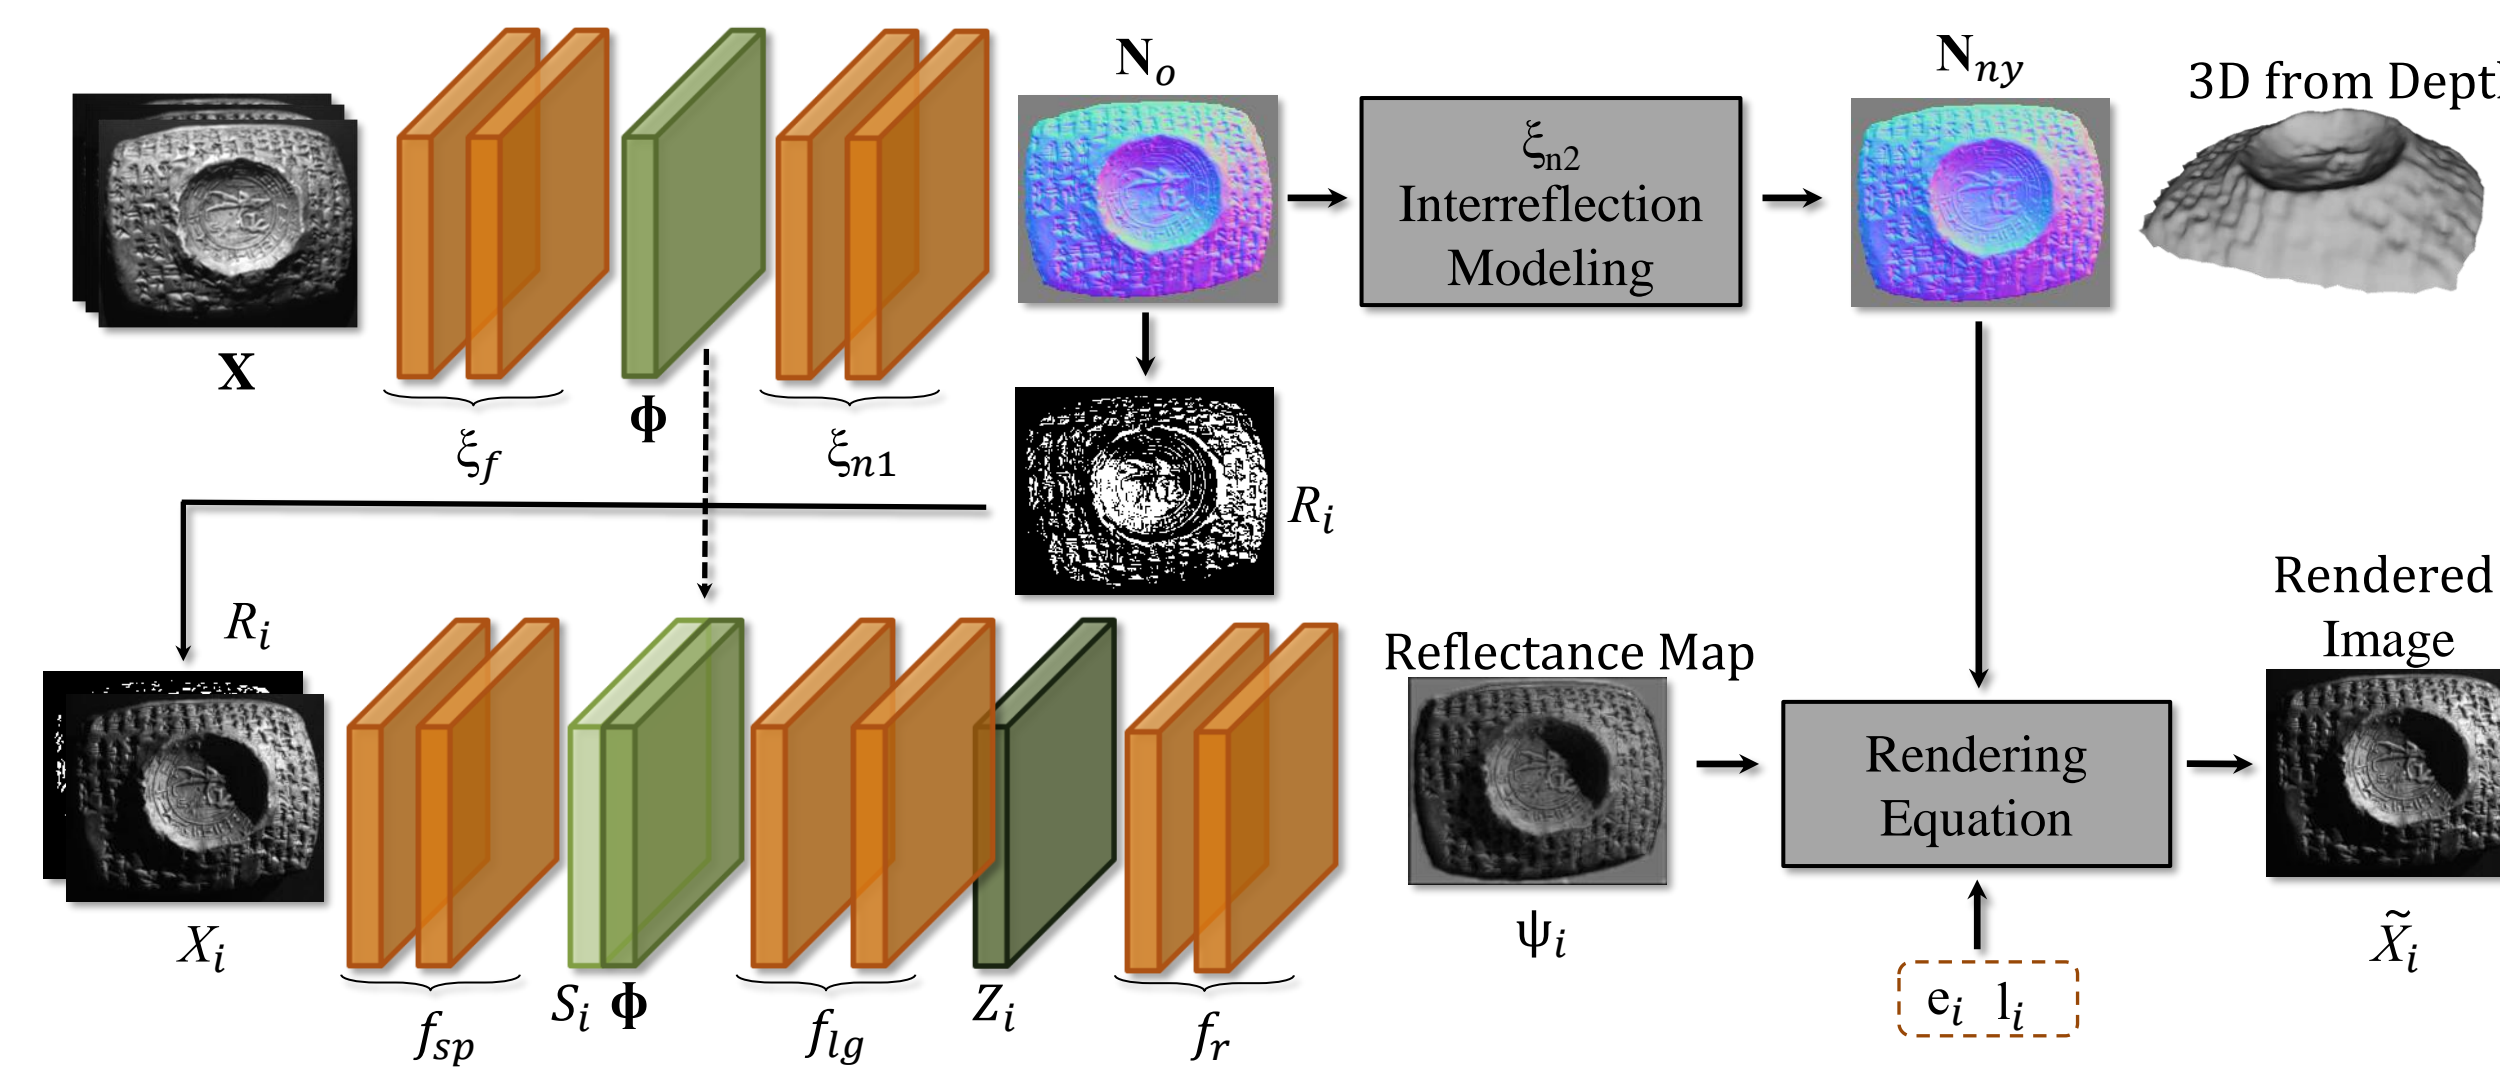 N_o
N_ny
3D from Depth
ξ_n2
Interreflection
Modeling
X
ξ_f
ϕ
ξ_n1
R_i
R_i
Reflectance Map
Rendered
Image
Rendering
Equation
X_i
f_sp
S_i ϕ
f_lg
Z_i
f_r
ψ_i
e_i l_i
X̃_i